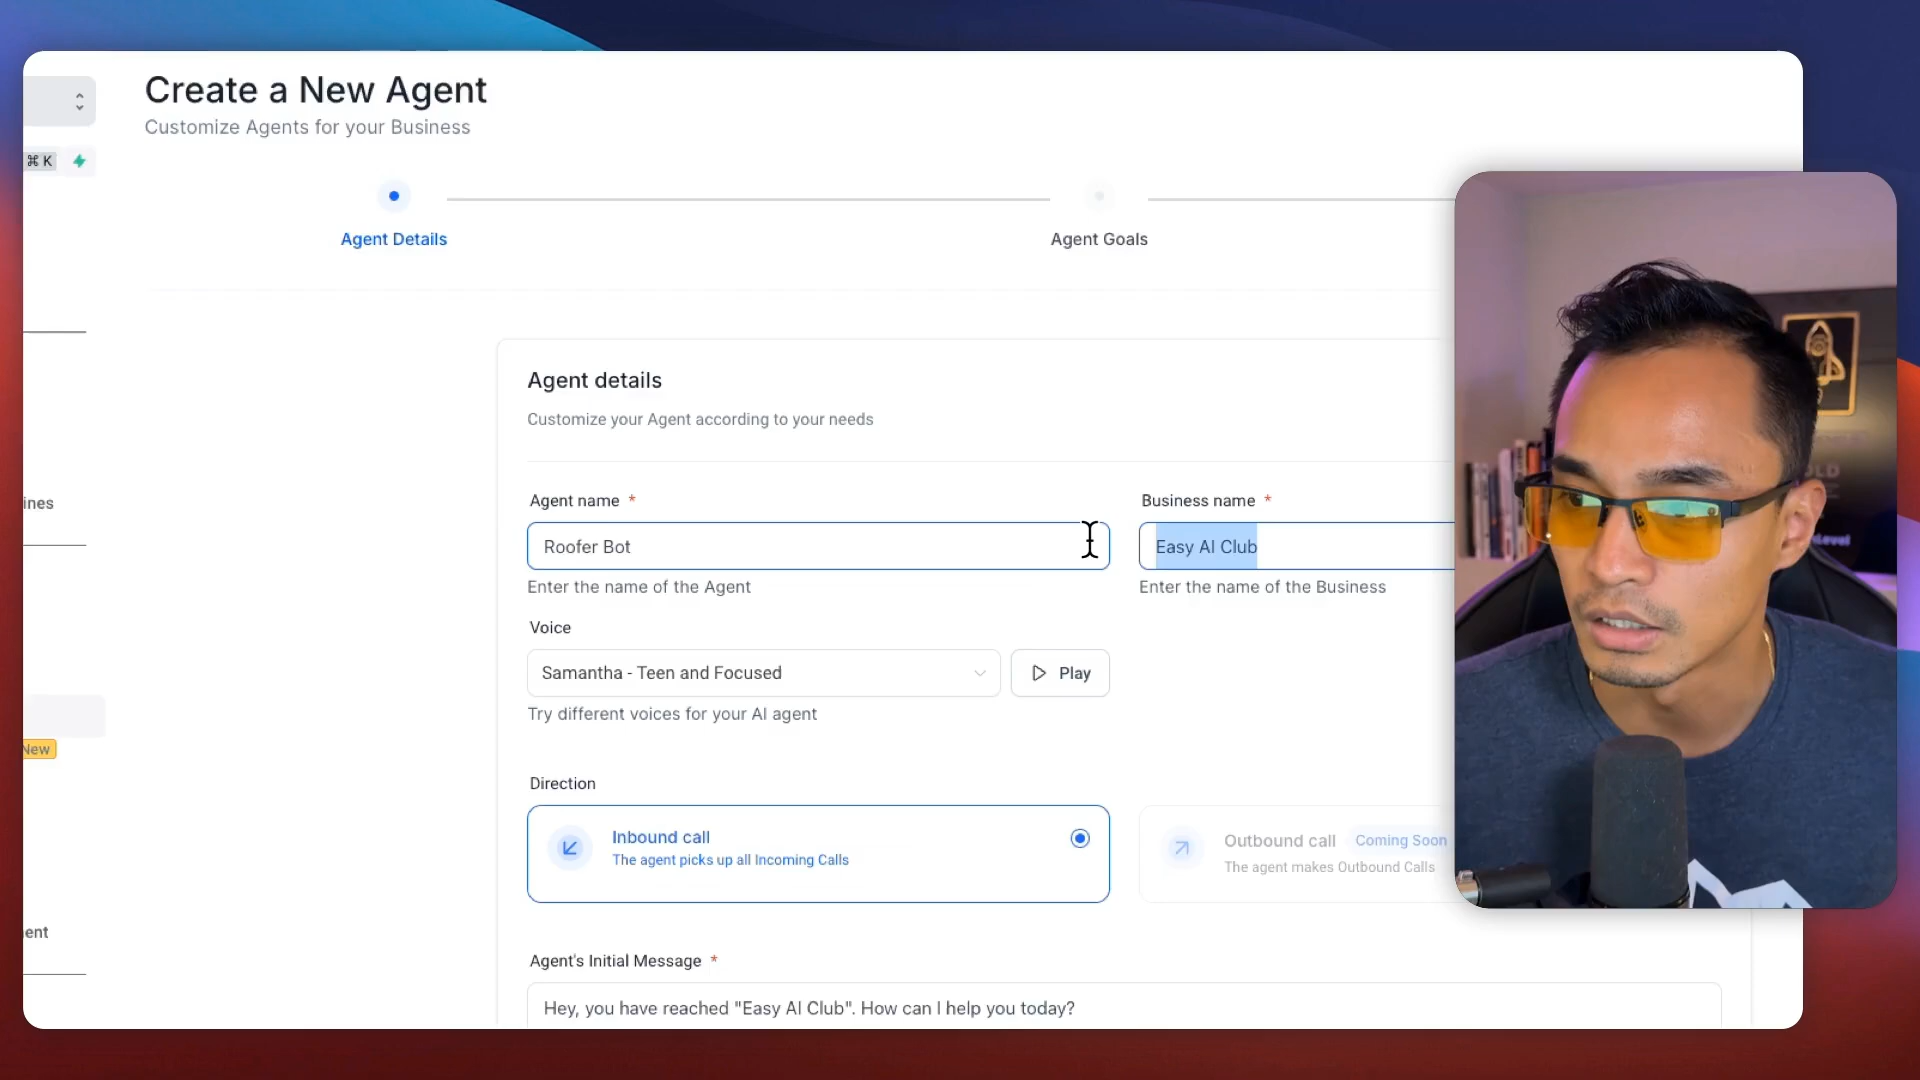 Create a New Agent
Customize Agents for your Business
⌘ K
Agent Details
Agent Goals
Agent details
Customize your Agent according to your needs
ines
Agent name *
Business name *
Roofer Bot
Easy AI Club
Enter the name of the Agent
Enter the name of the Business
Voice
Samantha - Teen and Focused
Play
Try different voices for your AI agent
New
Direction
Inbound call
The agent picks up all Incoming Calls
Outbound call
Coming Soon
The agent makes Outbound Calls
ent
Agent's Initial Message *
Hey, you have reached "Easy AI Club". How can I help you today?